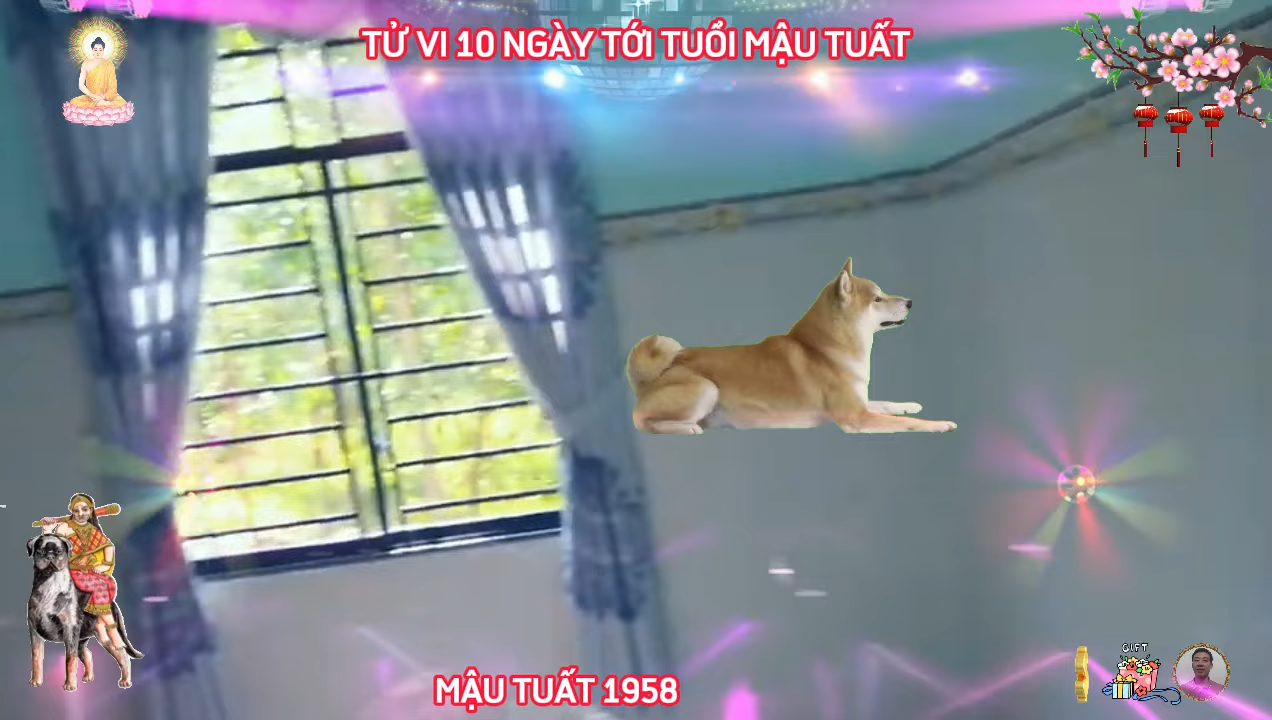 TỬ VI 10 NGÀY TỚI TUỔI MẬU TUẤT
GIFT
MẬU TUẤT 1958